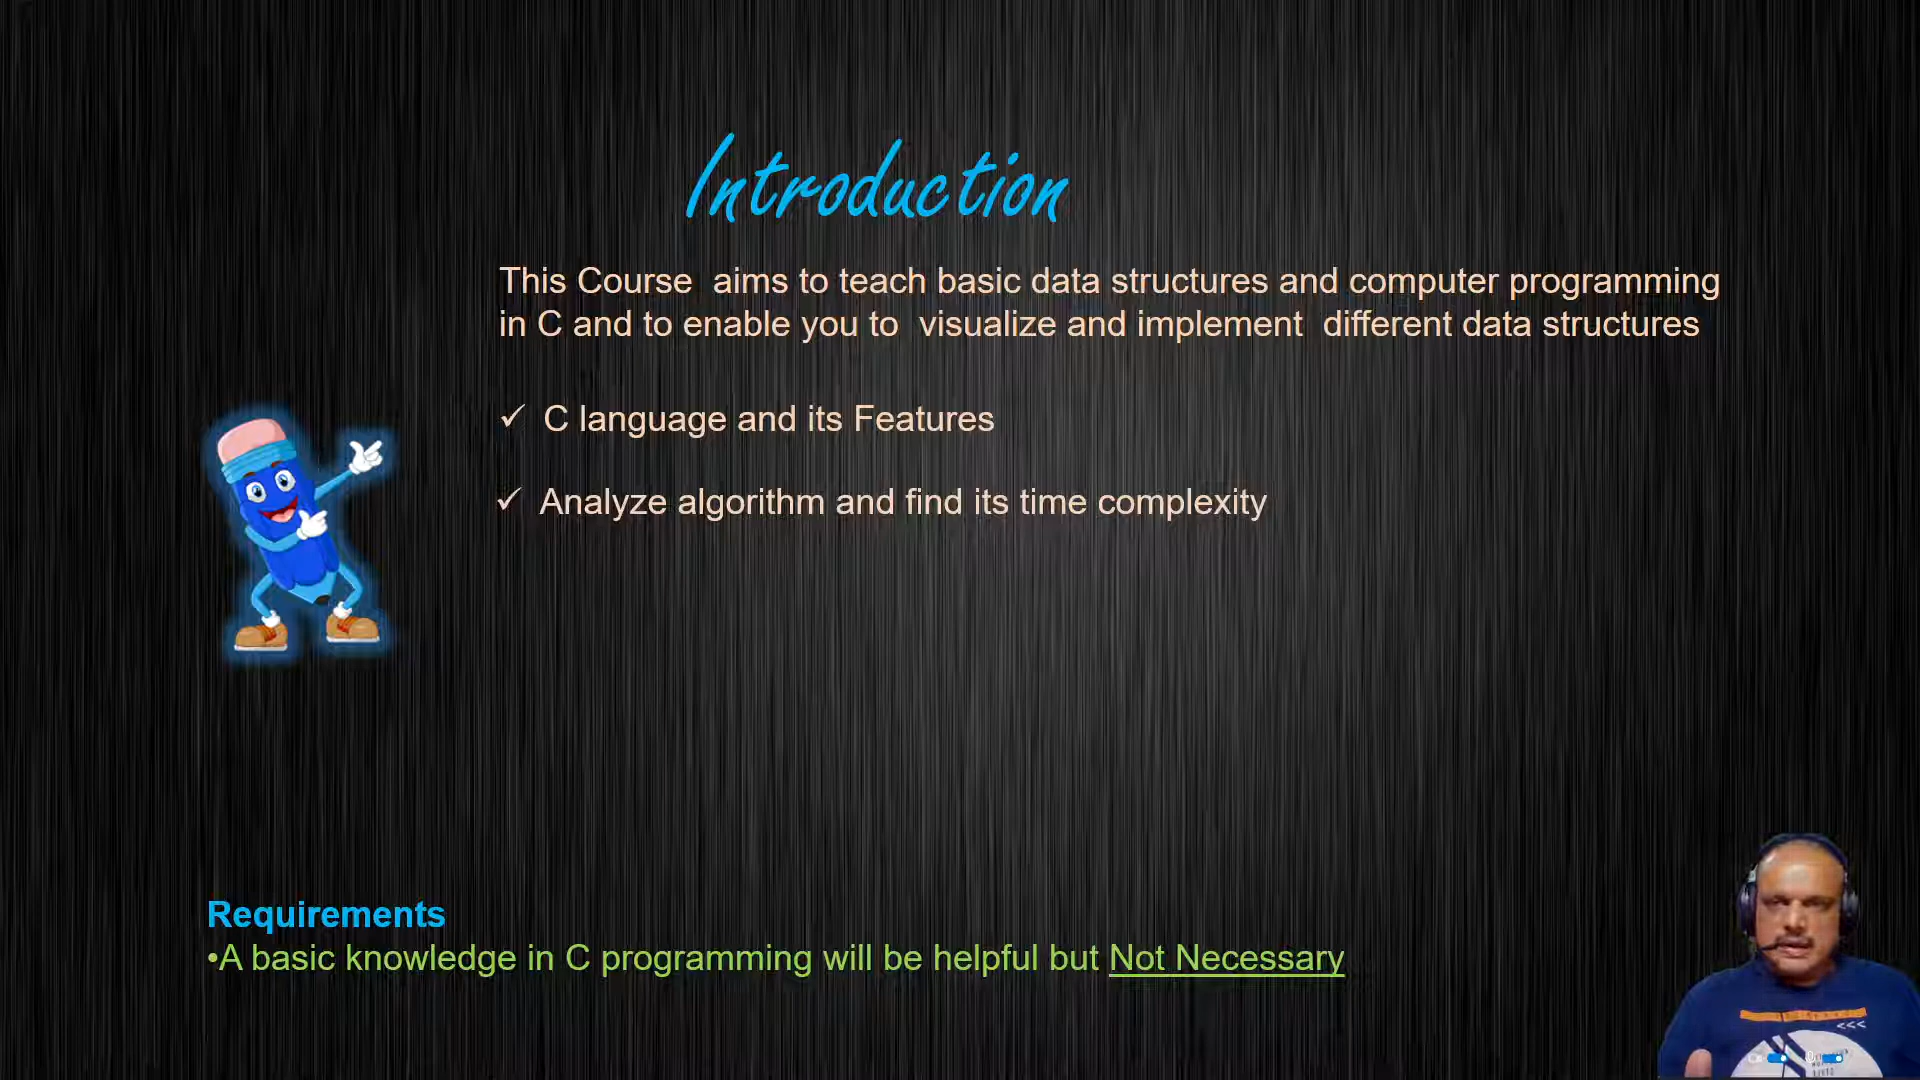 Introduction
This Course aims to teach basic data structures and computer programming
in C and to enable you to visualize and implement different data structures
✓ C language and its Features
✓ Analyze algorithm and find its time complexity
Requirements
•A basic knowledge in C programming will be helpful but Not Necessary
<<<